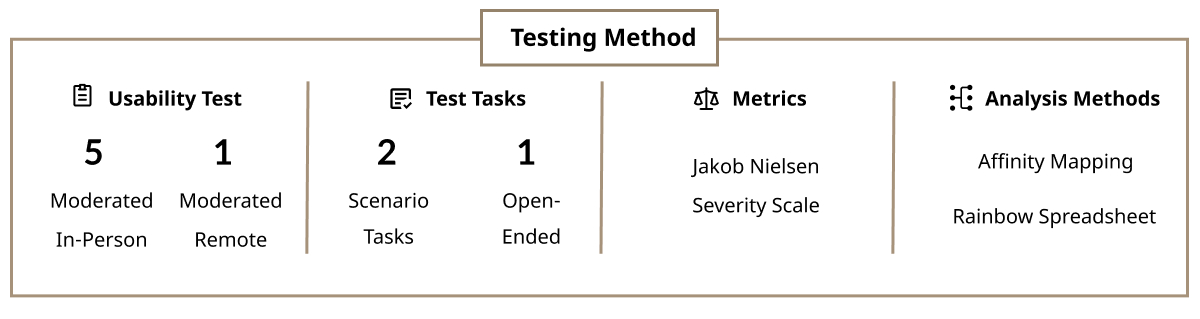 Testing Method
Usability Test
5
Moderated
In-Person
1
Moderated
Remote
Test Tasks
2
Scenario
Tasks
1
Open-
Ended
Metrics
Jakob Nielsen
Severity Scale
Analysis Methods
Affinity Mapping
Rainbow Spreadsheet